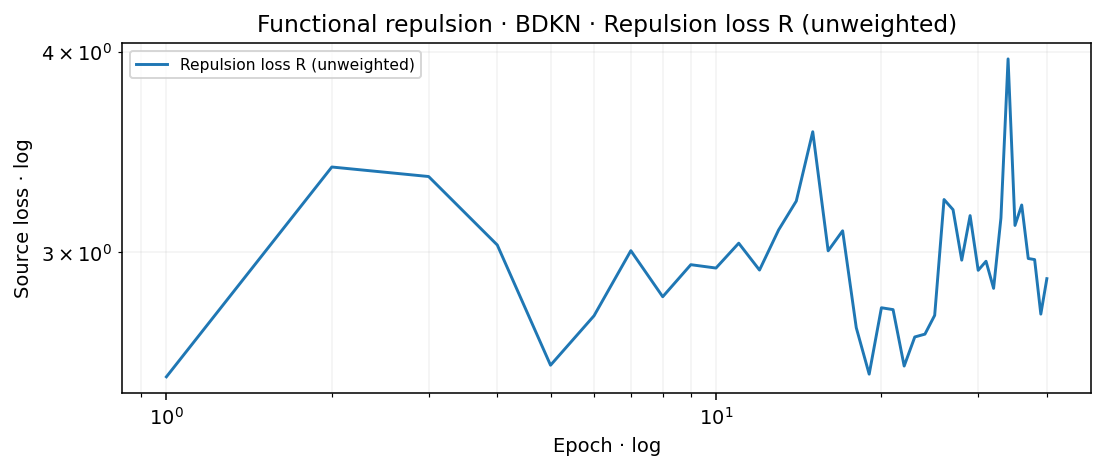 Functional repulsion · BDKN · Repulsion loss R (unweighted)
4 × 10⁰
Repulsion loss R (unweighted)
3 × 10⁰
Source loss · log
10⁰
10¹
Epoch · log